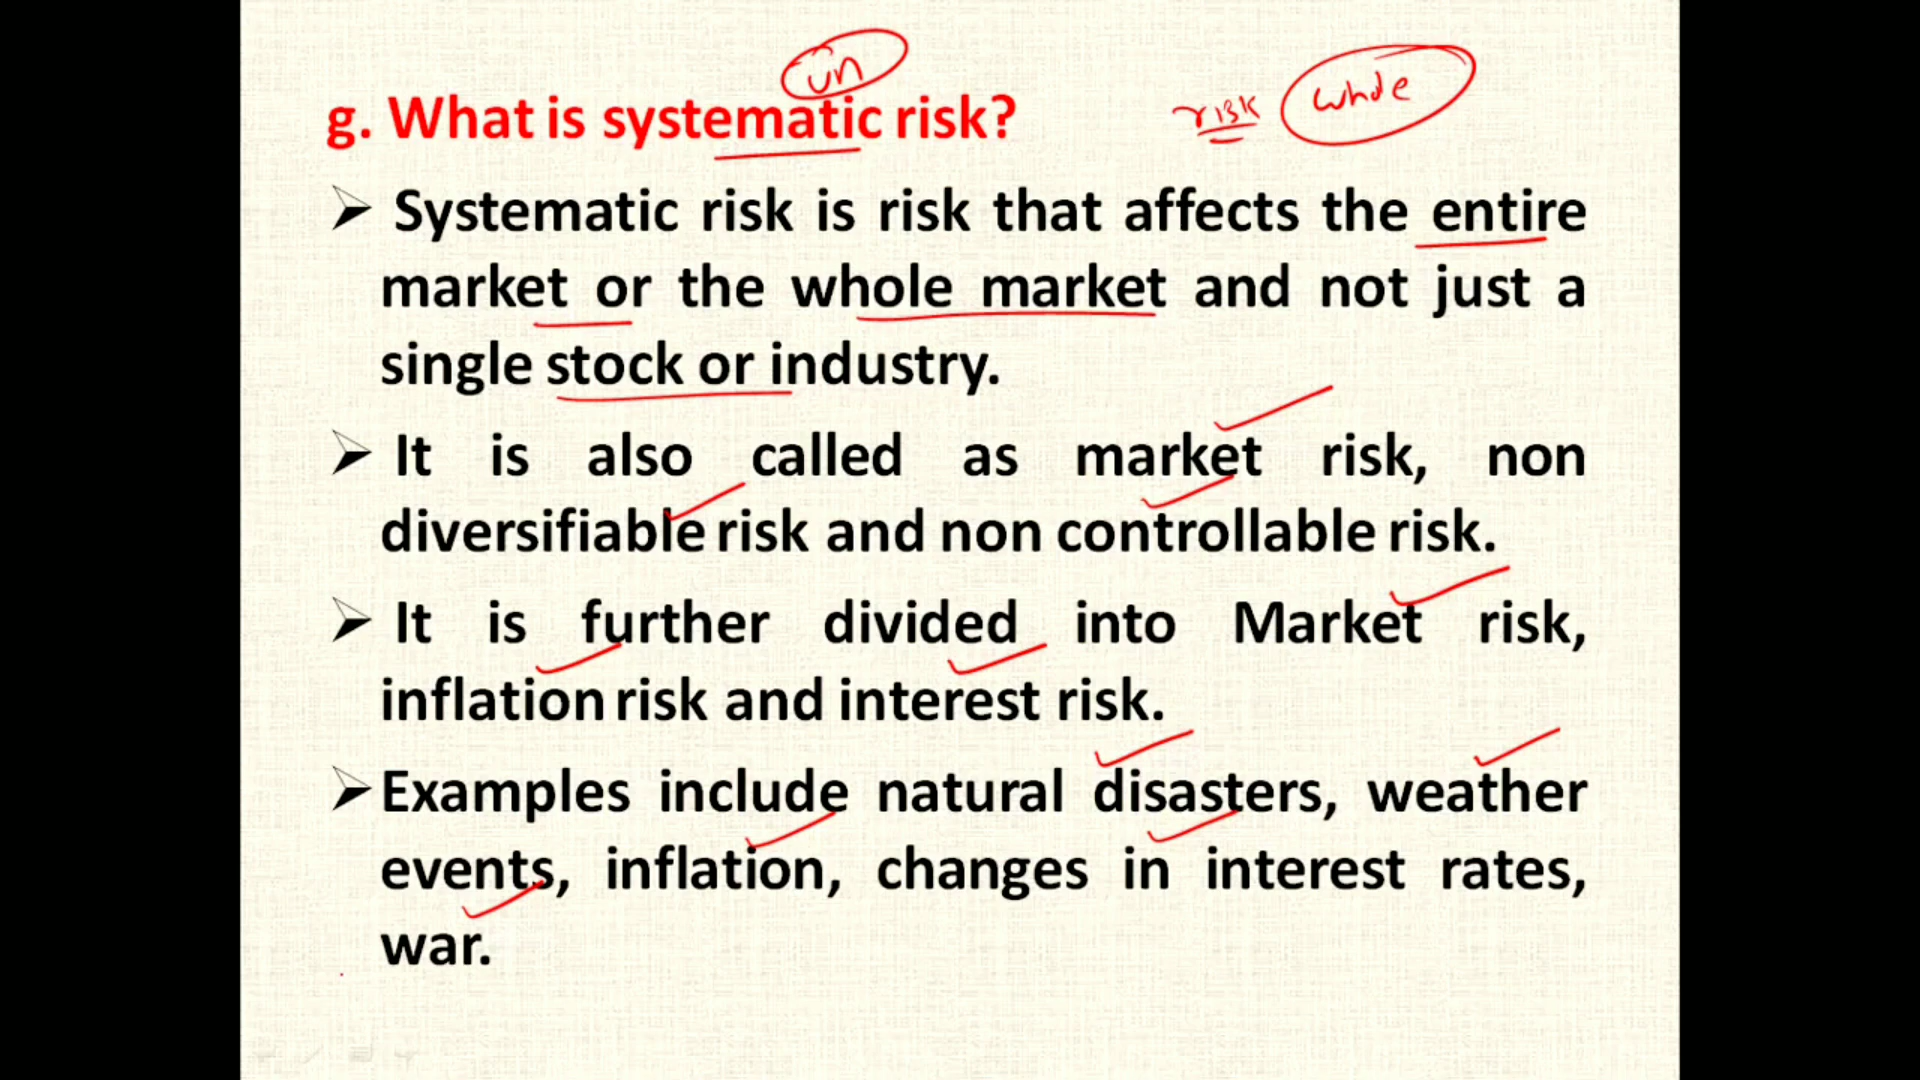 un
g. What is systematic risk?
risk whole
Systematic risk is risk that affects the entire
market or the whole market and not just a
single stock or industry.
It is also called as market risk, non
diversifiable risk and non controllable risk.
It is further divided into Market risk,
inflation risk and interest risk.
Examples include natural disasters, weather
events, inflation, changes in interest rates,
war.